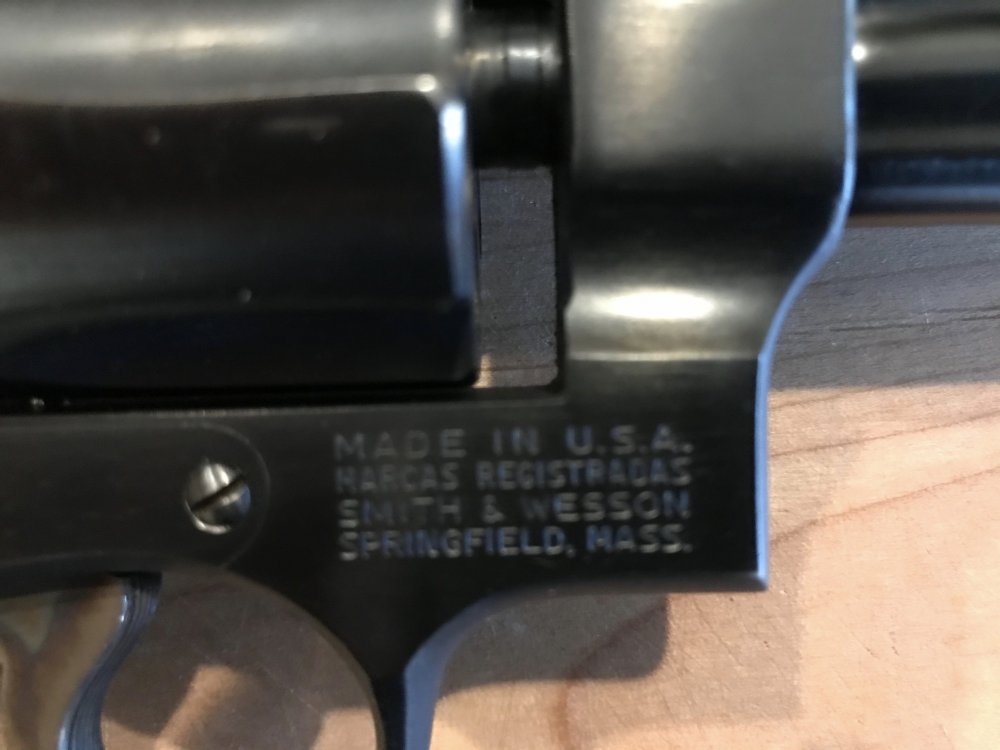 MADE IN U.S.A.
MARCAS REGISTRADAS
SMITH & WESSON
SPRINGFIELD, MASS.